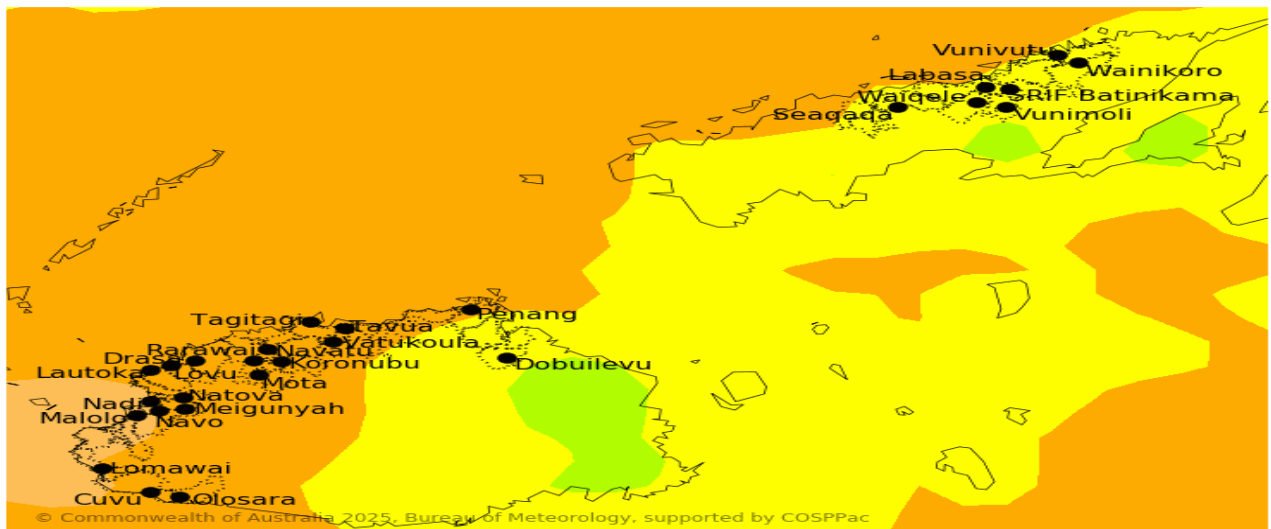 Vunivutu
Wainikoro
Labasa
SRIF Batinikama
Waiqele
Seaqaqa
Vunimoli
Penang
Tagitagi
Tavua
Vatukoula
Rarawai
Navatu
Drasa
Koronubu
Dobuilevu
Lautoka
Lovu
Mota
Natova
Nadi
Meigunyah
Malolo
Navo
Lomawai
Cuvu
Olosara
© Commonwealth of Australia 2025, Bureau of Meteorology, supported by COSPPac